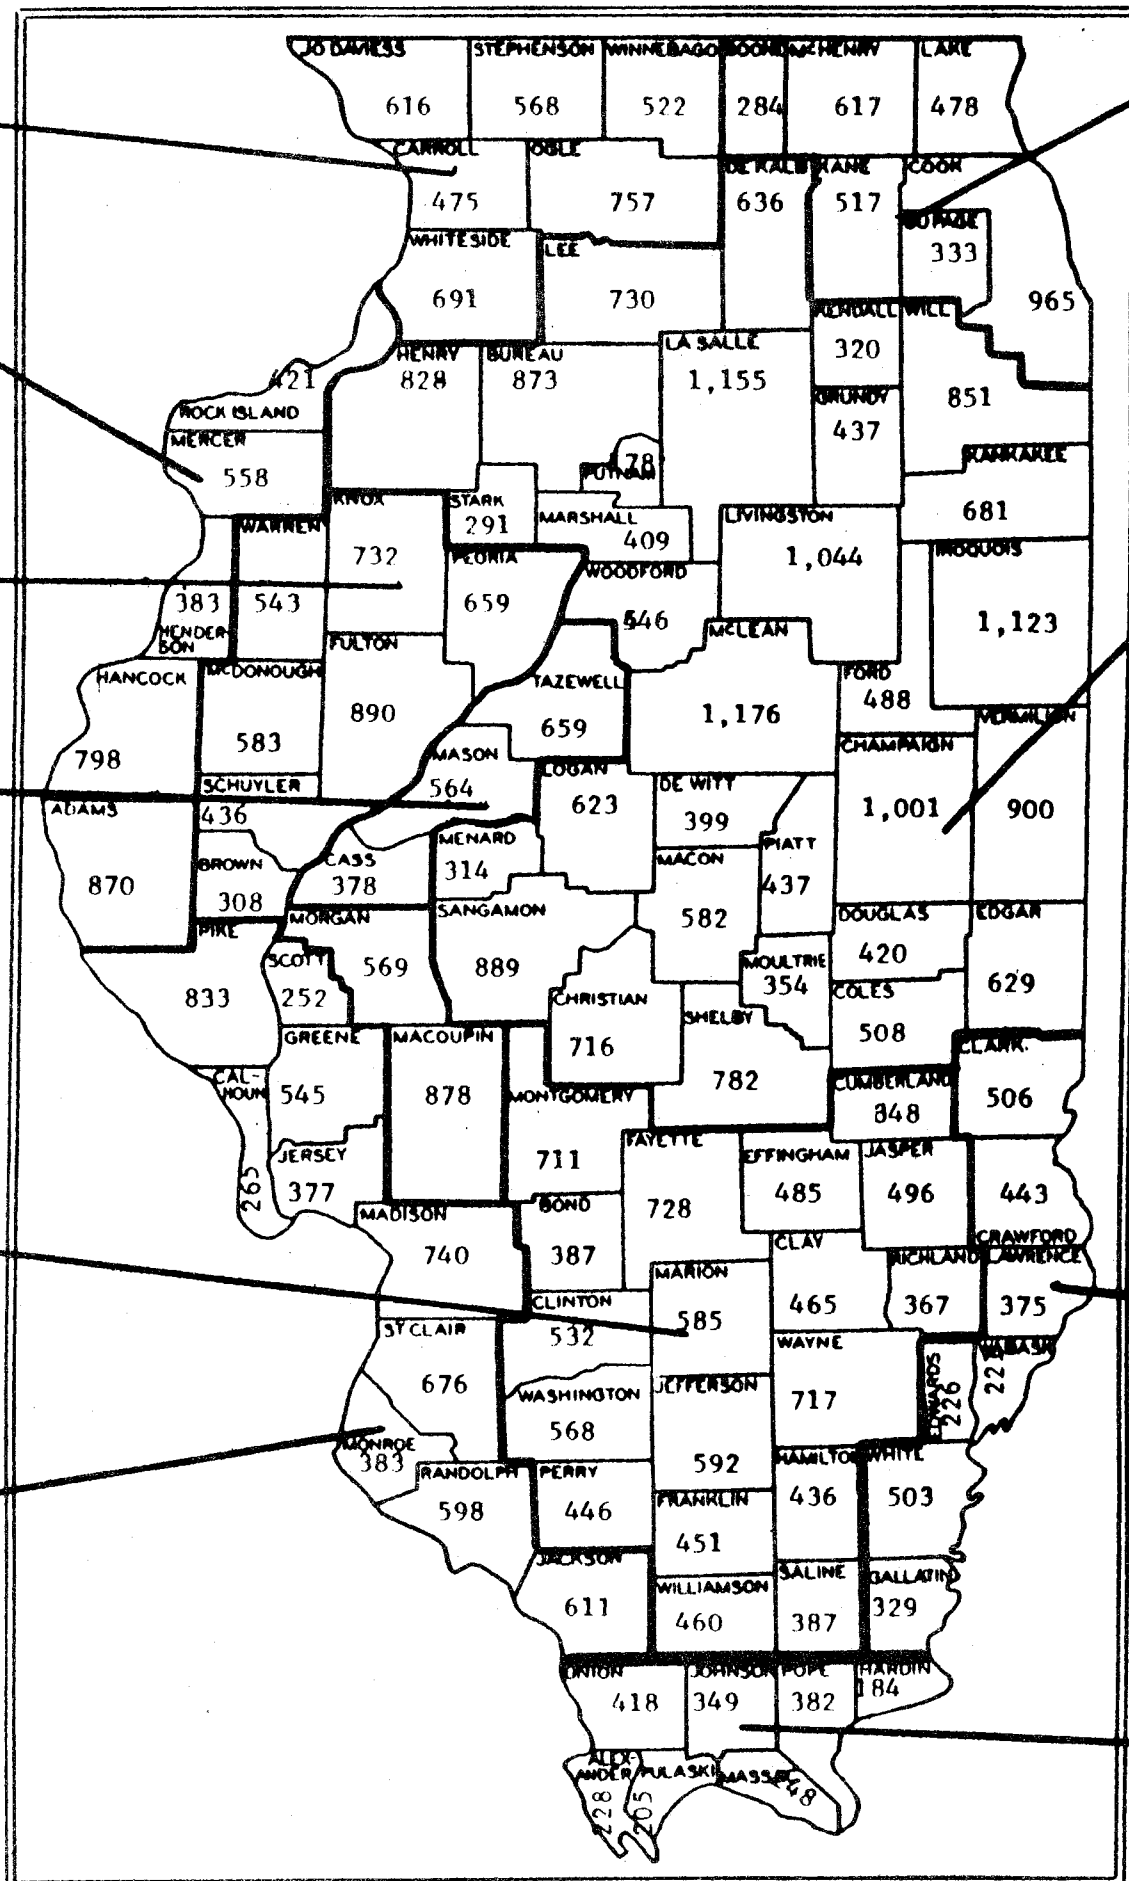 JO DAVIESS STEPHENSON WINNEBAGO BOONE McHENRY LAKE
616 568 522 284 617 478
CARROLL OGLE DE KALB KANE COOK
475 757 636 517
DU PAGE
333
WHITESIDE LEE
691 730 965
KENDALL WILL
320
LA SALLE
HENRY BUREAU
828 873 1,155
421 GRUNDY 851
ROCK ISLAND 437
MERCER
558
78
PUTNAM KANKAKEE
KNOX STARK MARSHALL LIVINGSTON 681
291 409
WARREN 732 PEORIA WOODFORD 1,044 IROQUOIS
383 543 659 546 1,123
HENDER-
SON
FULTON McLEAN
HANCOCK McDONOUGH TAZEWELL FORD
890 1,176 488
798 583 659 VERMILION
MASON CHAMPAIGN
SCHUYLER 564 LOGAN DE WITT
ADAMS 436 623 399 1,001 900
MENARD PIATT
BROWN CASS 314 MACON 437
870 308 378
PIKE MORGAN SANGAMON 582 DOUGLAS EDGAR
SCOTT 569 889 MOULTRIE 420
833 252 354 COLES 629
CHRISTIAN SHELBY
GREENE MACOUPIN 716 508 CLARK
CAL-
HOUN 545 878 MONTGOMERY 782 CUMBERLAND 506
348
FAYETTE
JERSEY 711 EFFINGHAM JASPER
265 377 485 496 443
MADISON BOND 728 CRAWFORD
740 387 CLAY RICHLAND LAWRENCE
MARION
CLINTON 465 367 375
ST CLAIR 532 585 WAYNE WABASH
EDWARDS
226
676 WASHINGTON JEFFERSON 717
568
MONROE
383 RANDOLPH PERRY 592 HAMILTON WHITE
598 446 FRANKLIN 436 503
451
JACKSON WILLIAMSON SALINE GALLATIN
611 460 387 329
UNION JOHNSON POPE HARDIN
418 349 382 184
ALEX-
ANDER PULASKI
228 205 248